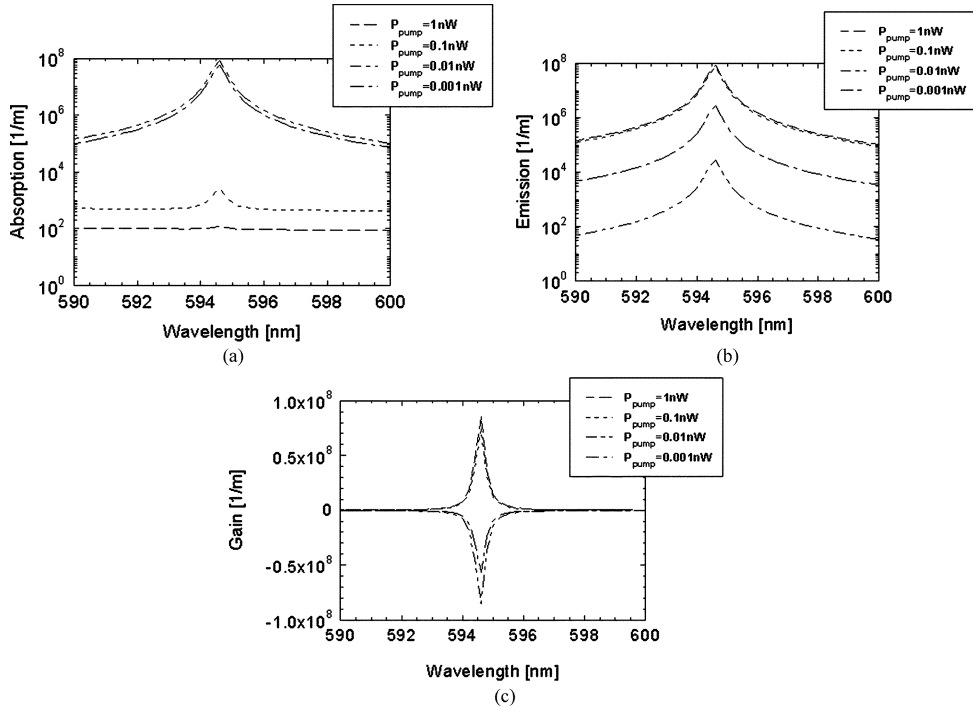 P_pump=1nW
P_pump=0.1nW
P_pump=0.01nW
P_pump=0.001nW
10^8
10^6
10^4
10^2
10^0
Absorption [1/m]
590 592 594 596 598 600
Wavelength [nm]
(a)
P_pump=1nW
P_pump=0.1nW
P_pump=0.01nW
P_pump=0.001nW
10^8
10^6
10^4
10^2
10^0
Emission [1/m]
590 592 594 596 598 600
Wavelength [nm]
(b)
P_pump=1nW
P_pump=0.1nW
P_pump=0.01nW
P_pump=0.001nW
1.0x10^8
0.5x10^8
0
-0.5x10^8
-1.0x10^8
Gain [1/m]
590 592 594 596 598 600
Wavelength [nm]
(c)